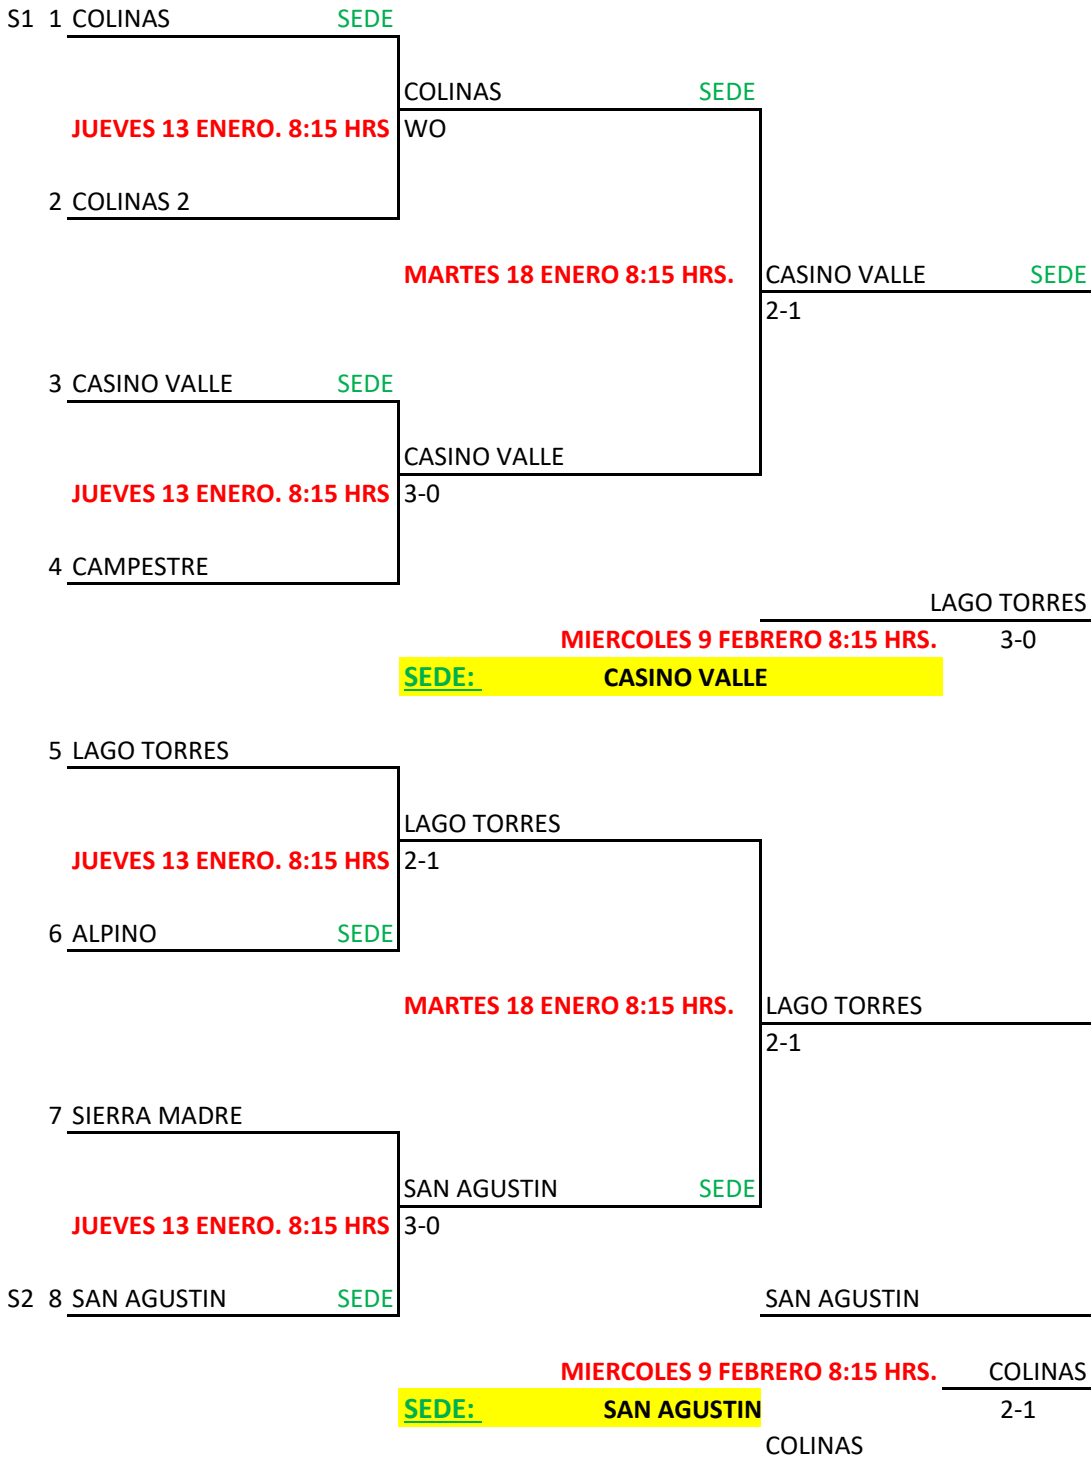 S1 1 COLINAS SEDE
COLINAS SEDE
JUEVES 13 ENERO. 8:15 HRS WO
2 COLINAS 2
MARTES 18 ENERO 8:15 HRS. CASINO VALLE SEDE
2-1
3 CASINO VALLE SEDE
CASINO VALLE
JUEVES 13 ENERO. 8:15 HRS 3-0
4 CAMPESTRE
LAGO TORRES
MIERCOLES 9 FEBRERO 8:15 HRS. 3-0
SEDE: CASINO VALLE
5 LAGO TORRES
LAGO TORRES
JUEVES 13 ENERO. 8:15 HRS 2-1
6 ALPINO SEDE
MARTES 18 ENERO 8:15 HRS. LAGO TORRES
2-1
7 SIERRA MADRE
SAN AGUSTIN SEDE
JUEVES 13 ENERO. 8:15 HRS 3-0
S2 8 SAN AGUSTIN SEDE SAN AGUSTIN
MIERCOLES 9 FEBRERO 8:15 HRS. COLINAS
SEDE: SAN AGUSTIN 2-1
COLINAS